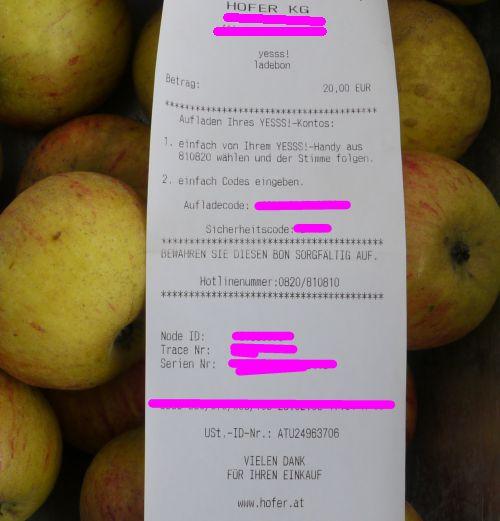 HOFER KG
yesss!
ladebon
Betrag: 20,00 EUR
****************************************
Aufladen Ihres YESSS!-Kontos:
1. einfach von Ihrem YESSS!-Handy aus
810820 wählen und der Stimme folgen.
2. einfach Codes eingeben.
Aufladecode:
Sicherheitscode:
****************************************
BEWAHREN SIE DIESEN BON SORGFÄLTIG AUF.
Hotlinenummer:0820/810810
****************************************
Node ID:
Trace Nr:
Serien Nr:
USt.-ID-Nr.: ATU24963706
VIELEN DANK
FÜR IHREN EINKAUF
www.hofer.at